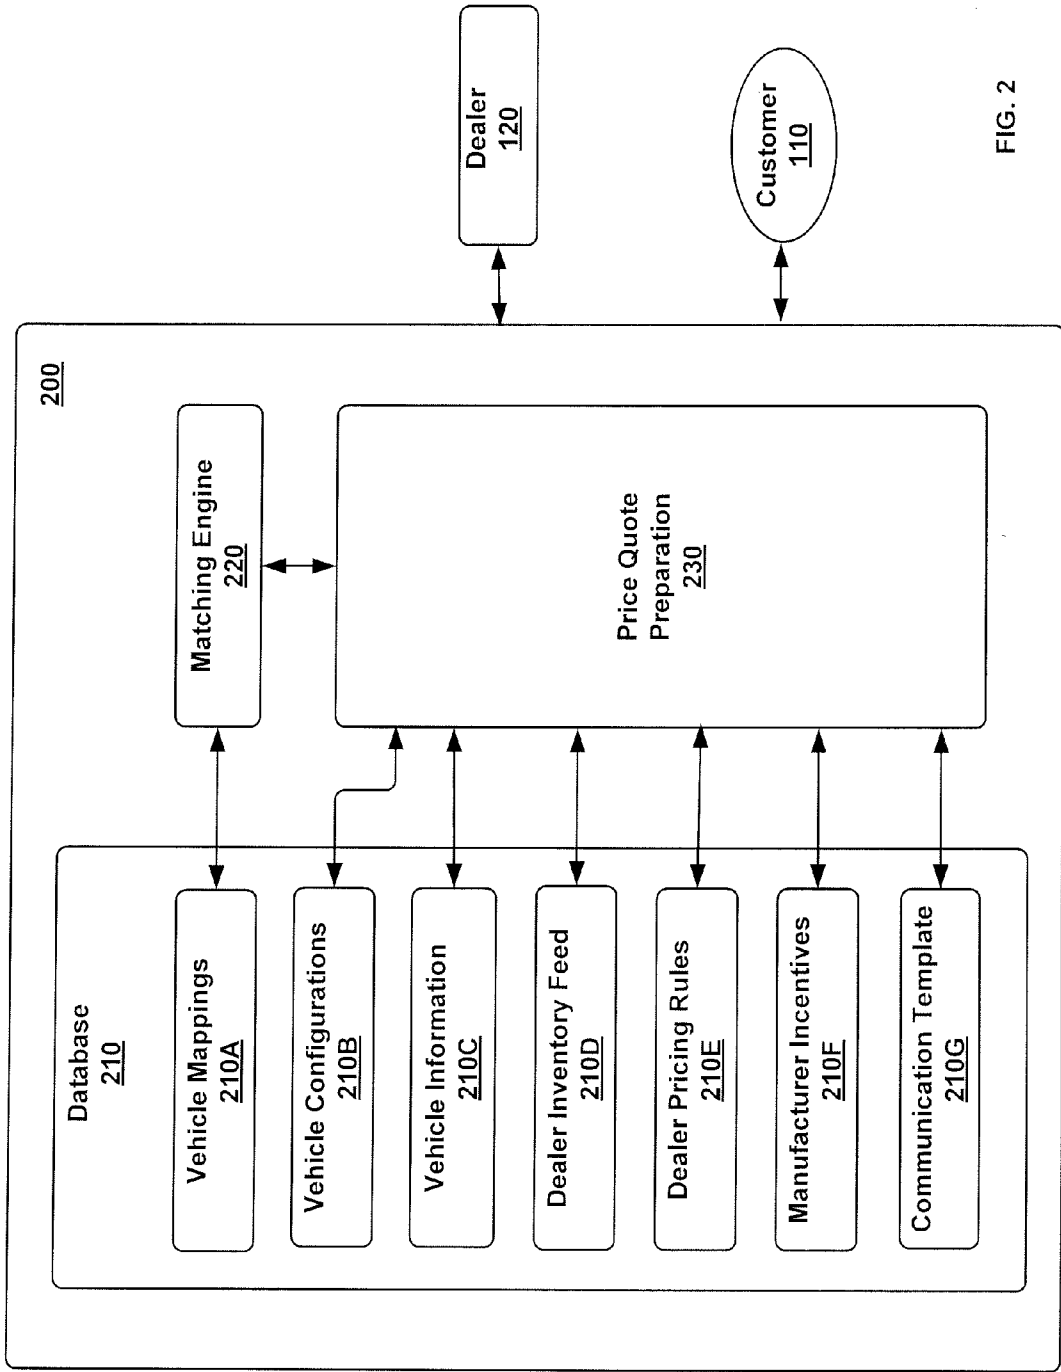 200
Database
210
Vehicle Mappings
210A
Vehicle Configurations
210B
Vehicle Information
210C
Dealer Inventory Feed
210D
Dealer Pricing Rules
210E
Manufacturer Incentives
210F
Communication Template
210G
Matching Engine
220
Price Quote
Preparation
230
Dealer
120
Customer
110
FIG. 2